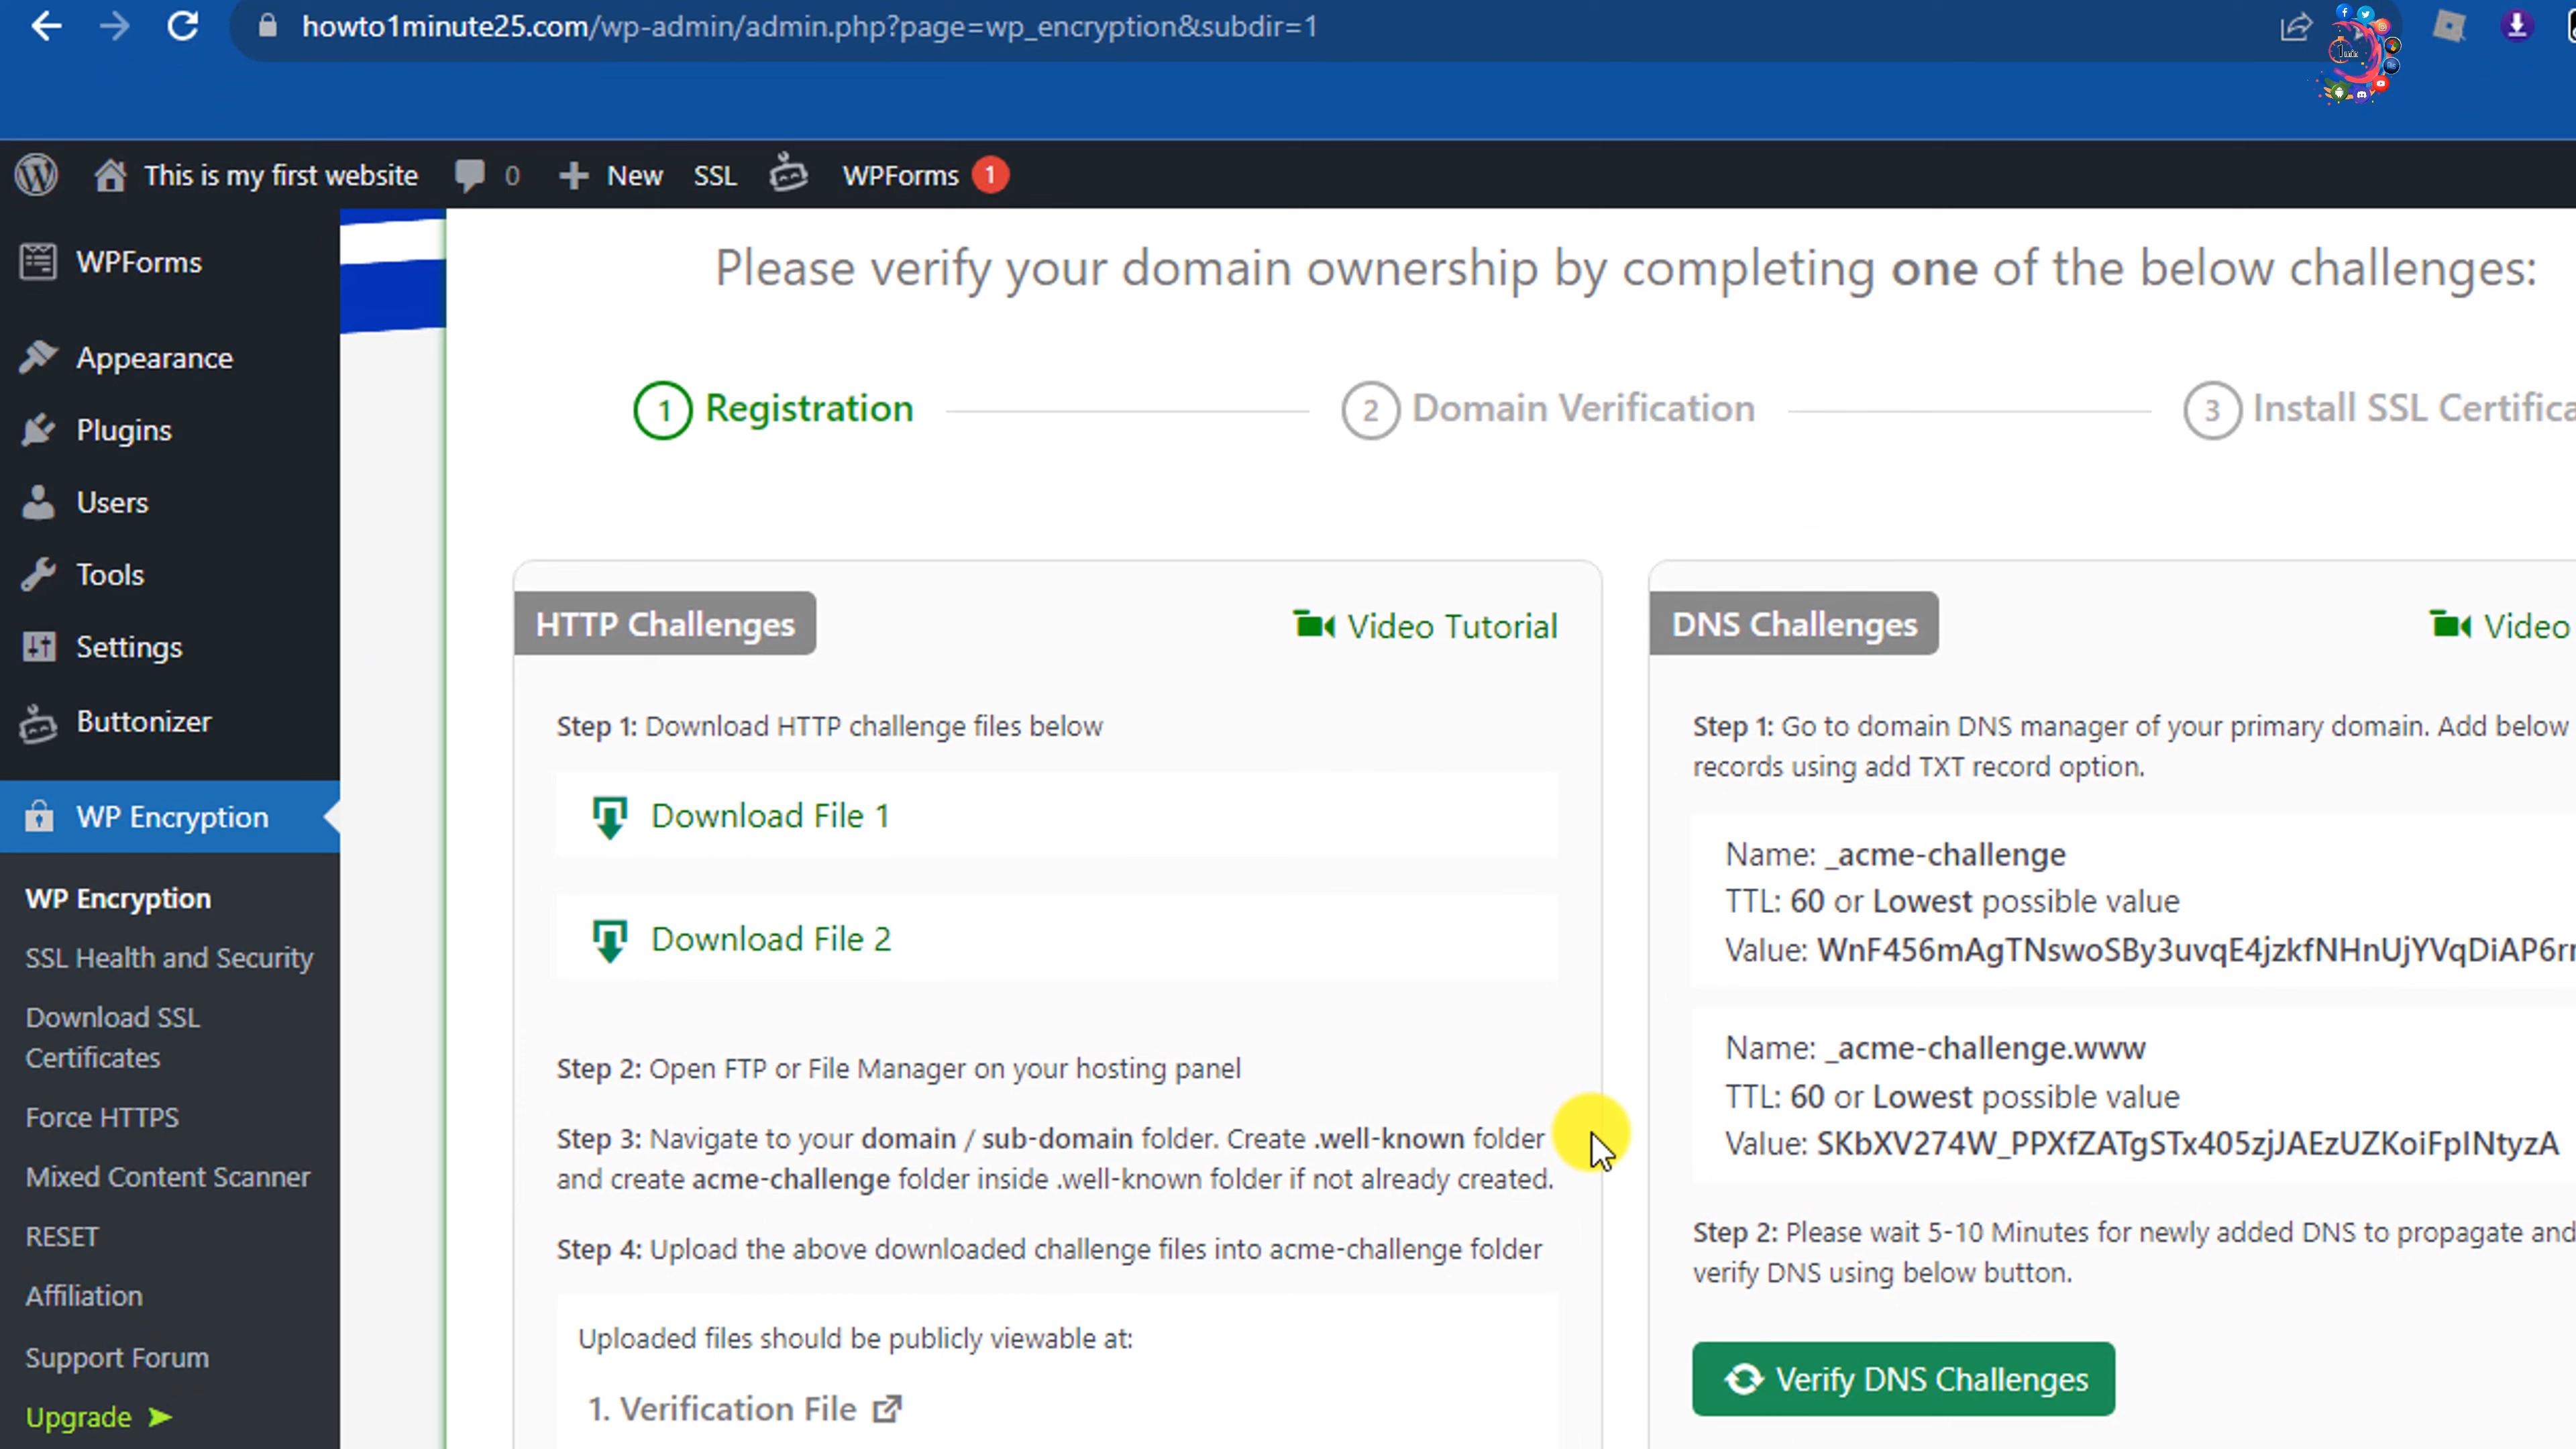 howto1minute25.com/wp-admin/admin.php?page=wp_encryption&subdir=1
This is my first website
0
New
SSL
WPForms
1
WPForms
Appearance
Plugins
Users
Tools
Settings
Buttonizer
WP Encryption
WP Encryption
SSL Health and Security
Download SSL
Certificates
Force HTTPS
Mixed Content Scanner
RESET
Affiliation
Support Forum
Upgrade ➤
Please verify your domain ownership by completing one of the below challenges:
1 Registration
2 Domain Verification
3 Install SSL Certifica
HTTP Challenges
Video Tutorial
Step 1: Download HTTP challenge files below
Download File 1
Download File 2
Step 2: Open FTP or File Manager on your hosting panel
Step 3: Navigate to your domain / sub-domain folder. Create .well-known folder
and create acme-challenge folder inside .well-known folder if not already created.
Step 4: Upload the above downloaded challenge files into acme-challenge folder
Uploaded files should be publicly viewable at:
1. Verification File
DNS Challenges
Video
Step 1: Go to domain DNS manager of your primary domain. Add below
records using add TXT record option.
Name: _acme-challenge
TTL: 60 or Lowest possible value
Value: WnF456mAgTNswoSBy3uvqE4jzkfNHnUjYVqDiAP6rr
Name: _acme-challenge.www
TTL: 60 or Lowest possible value
Value: SKbXV274W_PPXfZATgSTx405zjJAEzUZKoiFpINtyzA
Step 2: Please wait 5-10 Minutes for newly added DNS to propagate and
verify DNS using below button.
Verify DNS Challenges